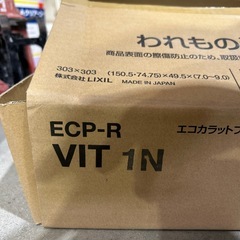 われもの
商品表面の傷防止のため、取扱
303×303 (150.5・74.75)×49.5×(7.0~9.0)
株式会社 LIXIL MADE IN JAPAN
ECP-R
エコカラットプ
VIT 1N